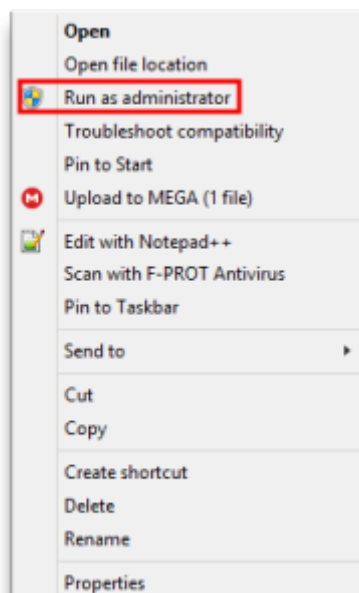 Open
Open file location
Run as administrator
Troubleshoot compatibility
Pin to Start
Upload to MEGA (1 file)
Edit with Notepad++
Scan with F-PROT Antivirus
Pin to Taskbar
Send to
Cut
Copy
Create shortcut
Delete
Rename
Properties